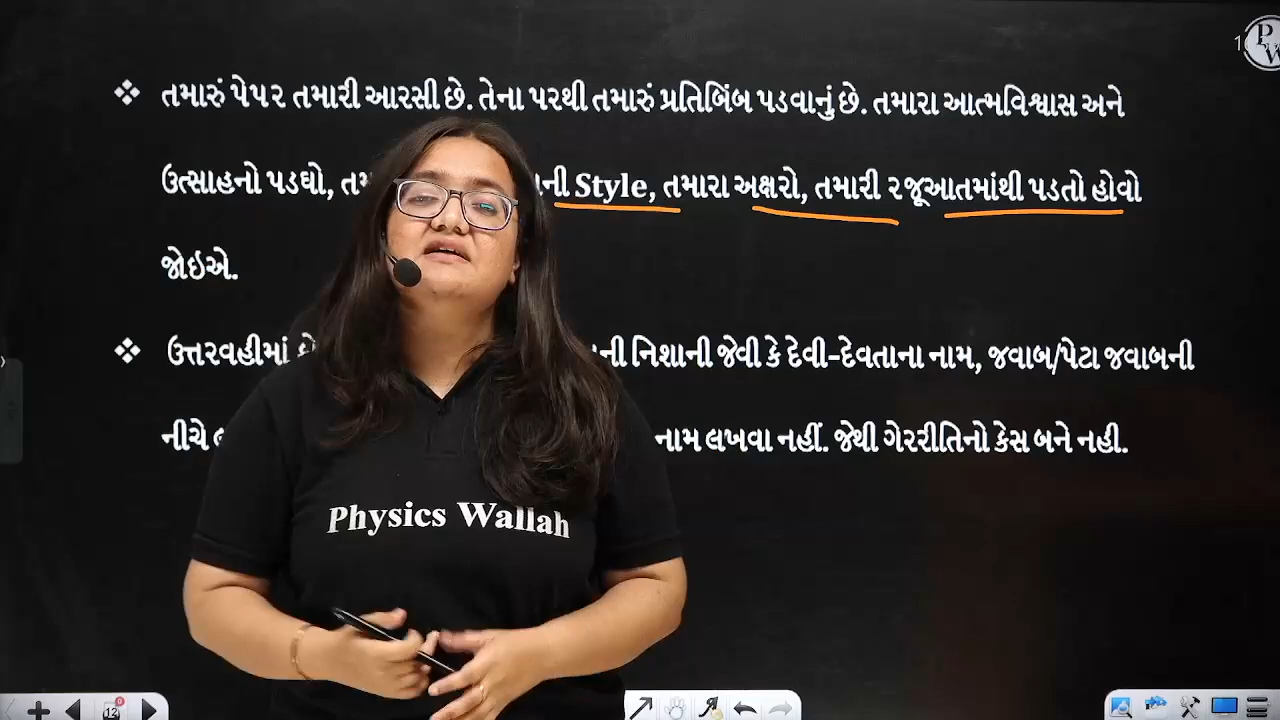 ❖ તમારું પેપર તમારી આરસી છે. તેના પરથી તમારું પ્રતિબિંબ પડવાનું છે. તમારા આત્મવિશ્વાસ અને
ઉત્સાહનો પડઘો, Style, તમારા અક્ષરો, તમારી રજૂઆતમાંથી પડતો હોવો
જોઇએ.
❖ ઉત્તરવહીમાં નિશાની જેવી કે દેવી-દેવતાના નામ, જવાબ/પેટા જવાબની
નીચે નામ લખવા નહીં. જેથી ગેરરીતિનો કેસ બને નહી.
Physics Wallah
12